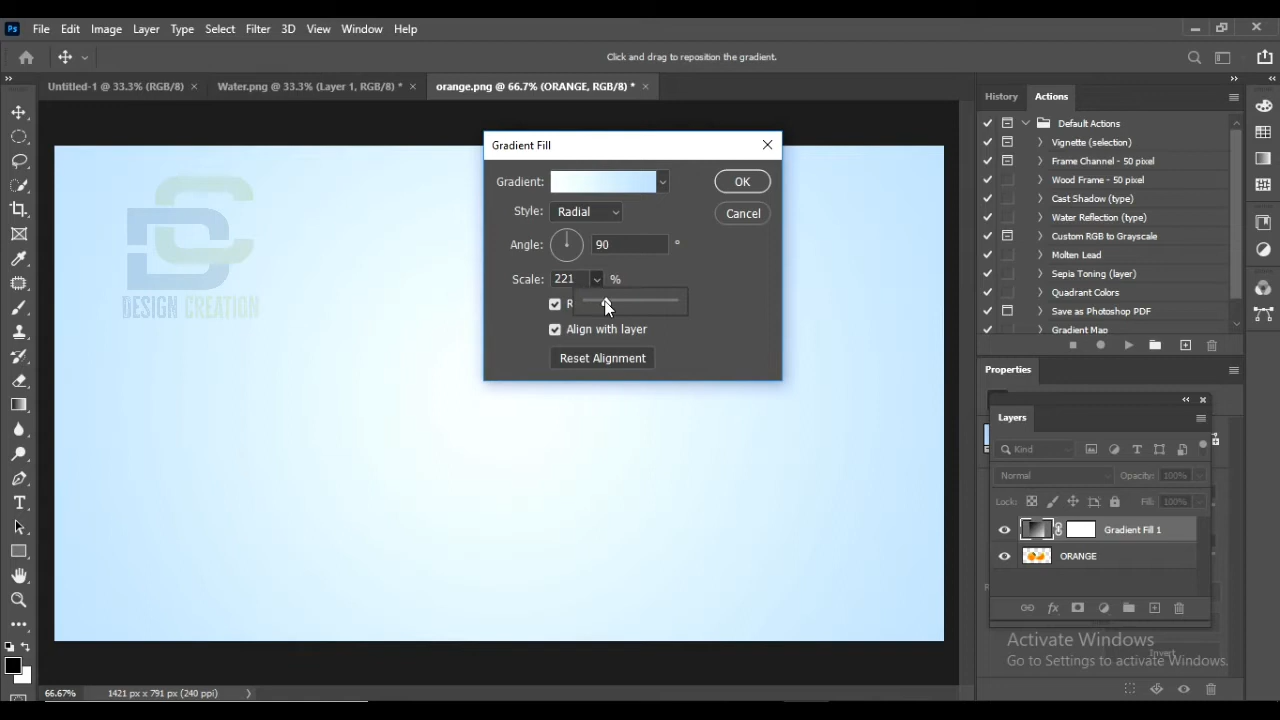 Ps File Edit Image Layer Type Select Filter 3D View Window Help
Click and drag to reposition the gradient.
Untitled-1 @ 33.3% (RGB/8) Water.png @ 33.3% (Layer 1, RGB/8) * orange.png @ 66.7% (ORANGE, RGB/8) *
History Actions
Default Actions
Vignette (selection)
Frame Channel - 50 pixel
Wood Frame - 50 pixel
Cast Shadow (type)
Water Reflection (type)
Custom RGB to Grayscale
Molten Lead
Sepia Toning (layer)
Quadrant Colors
Save as Photoshop PDF
Gradient Map
Gradient Fill
Gradient: OK
Style: Radial
Cancel
Angle: 90 °
Scale: 221 %
R
Align with layer
Reset Alignment
DC
DESIGN CREATION
Properties
Layers
Kind
Normal Opacity: 100%
Lock: Fill: 100%
Gradient Fill 1
ORANGE
Activate Windows
Invert
Go to Settings to activate Windows.
66.67% 1421 px x 791 px (240 ppi)